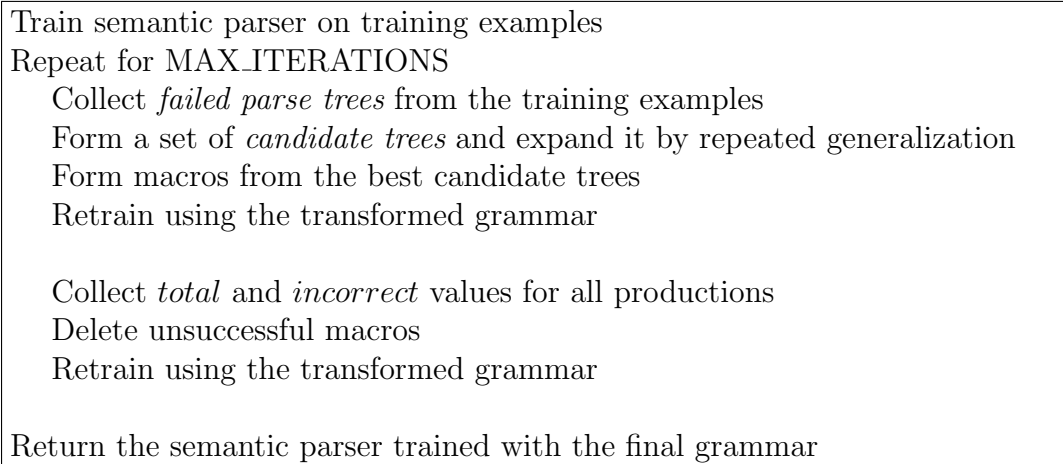 Train semantic parser on training examples
Repeat for MAX_ITERATIONS
Collect failed parse trees from the training examples
Form a set of candidate trees and expand it by repeated generalization
Form macros from the best candidate trees
Retrain using the transformed grammar
Collect total and incorrect values for all productions
Delete unsuccessful macros
Retrain using the transformed grammar
Return the semantic parser trained with the final grammar